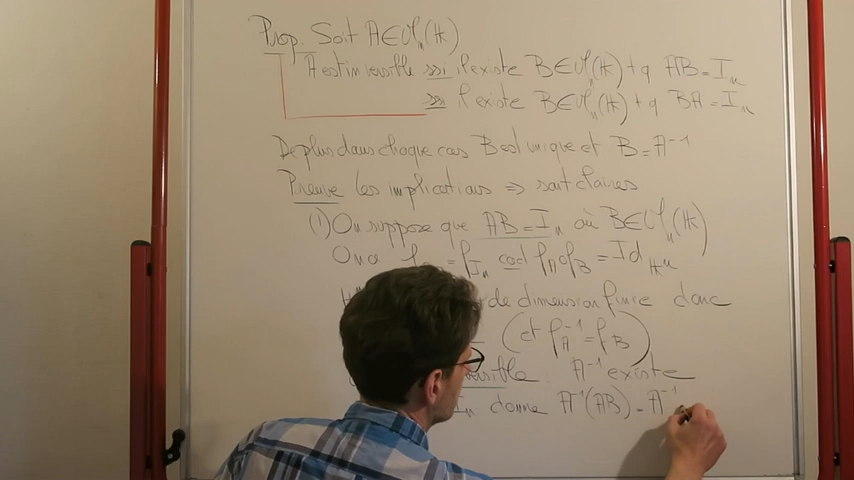 Prop. Soit A∈M_n(K)
A est inversible ssi il existe B∈M_n(K) tq AB = I_n
ssi il existe B∈M_n(K) tq BA = I_n
De plus dans chaque cas B est unique et B = A⁻¹
Preuve les implications ⇒ sont claires
(1) On suppose que AB = I_n où B∈M_n(K)
On a = f_{I_n} cad f_A o f_B = Id_{K^n}
de dimension finie donc
(et f_A⁻¹ = f_B)
A⁻¹ existe
I_n donne A⁻¹(AB) = A⁻¹